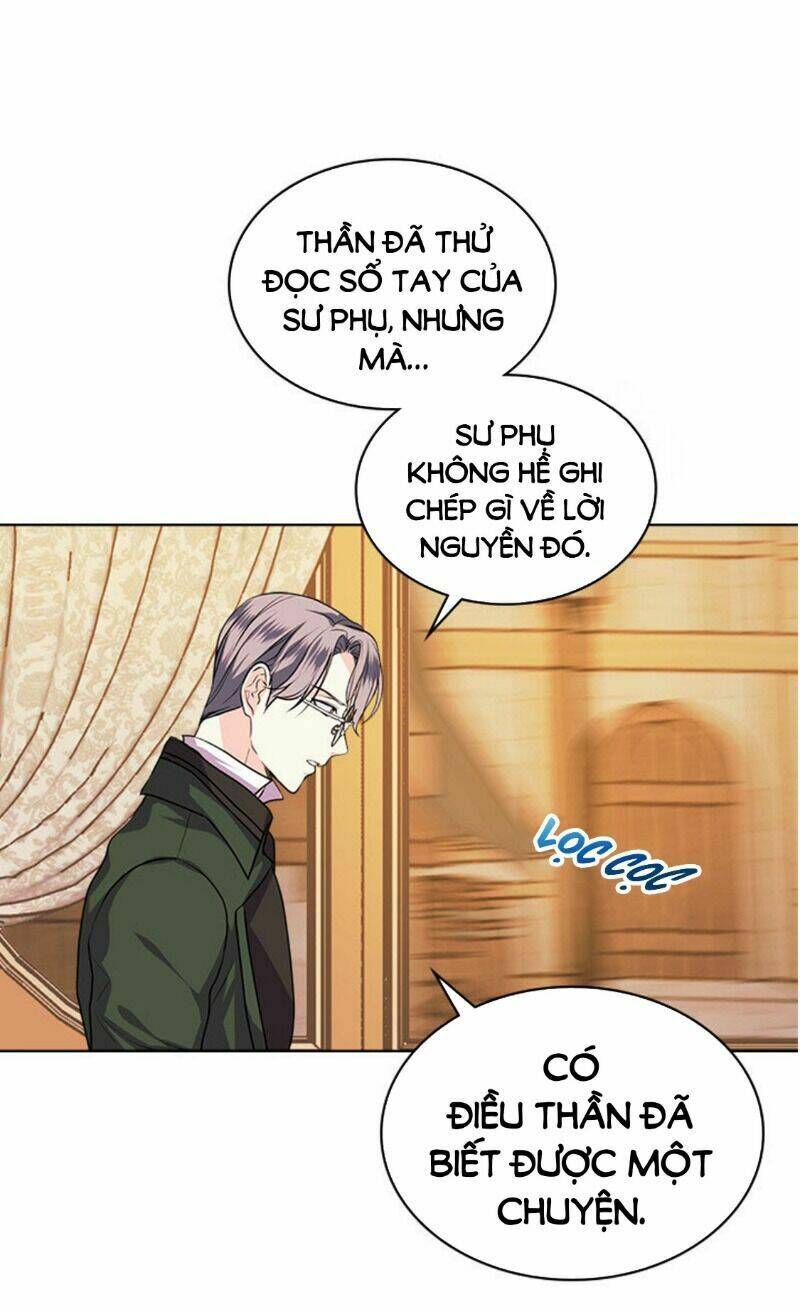 THẦN ĐÃ THỬ
ĐỌC SỔ TAY CỦA
SƯ PHỤ, NHƯNG
MÀ...
SƯ PHỤ
KHÔNG HỀ GHI
CHÉP GÌ VỀ LỜI
NGUYỀN ĐÓ.
LỌC CỌC
CÓ
ĐIỀU THẦN ĐÃ
BIẾT ĐƯỢC MỘT
CHUYỆN.